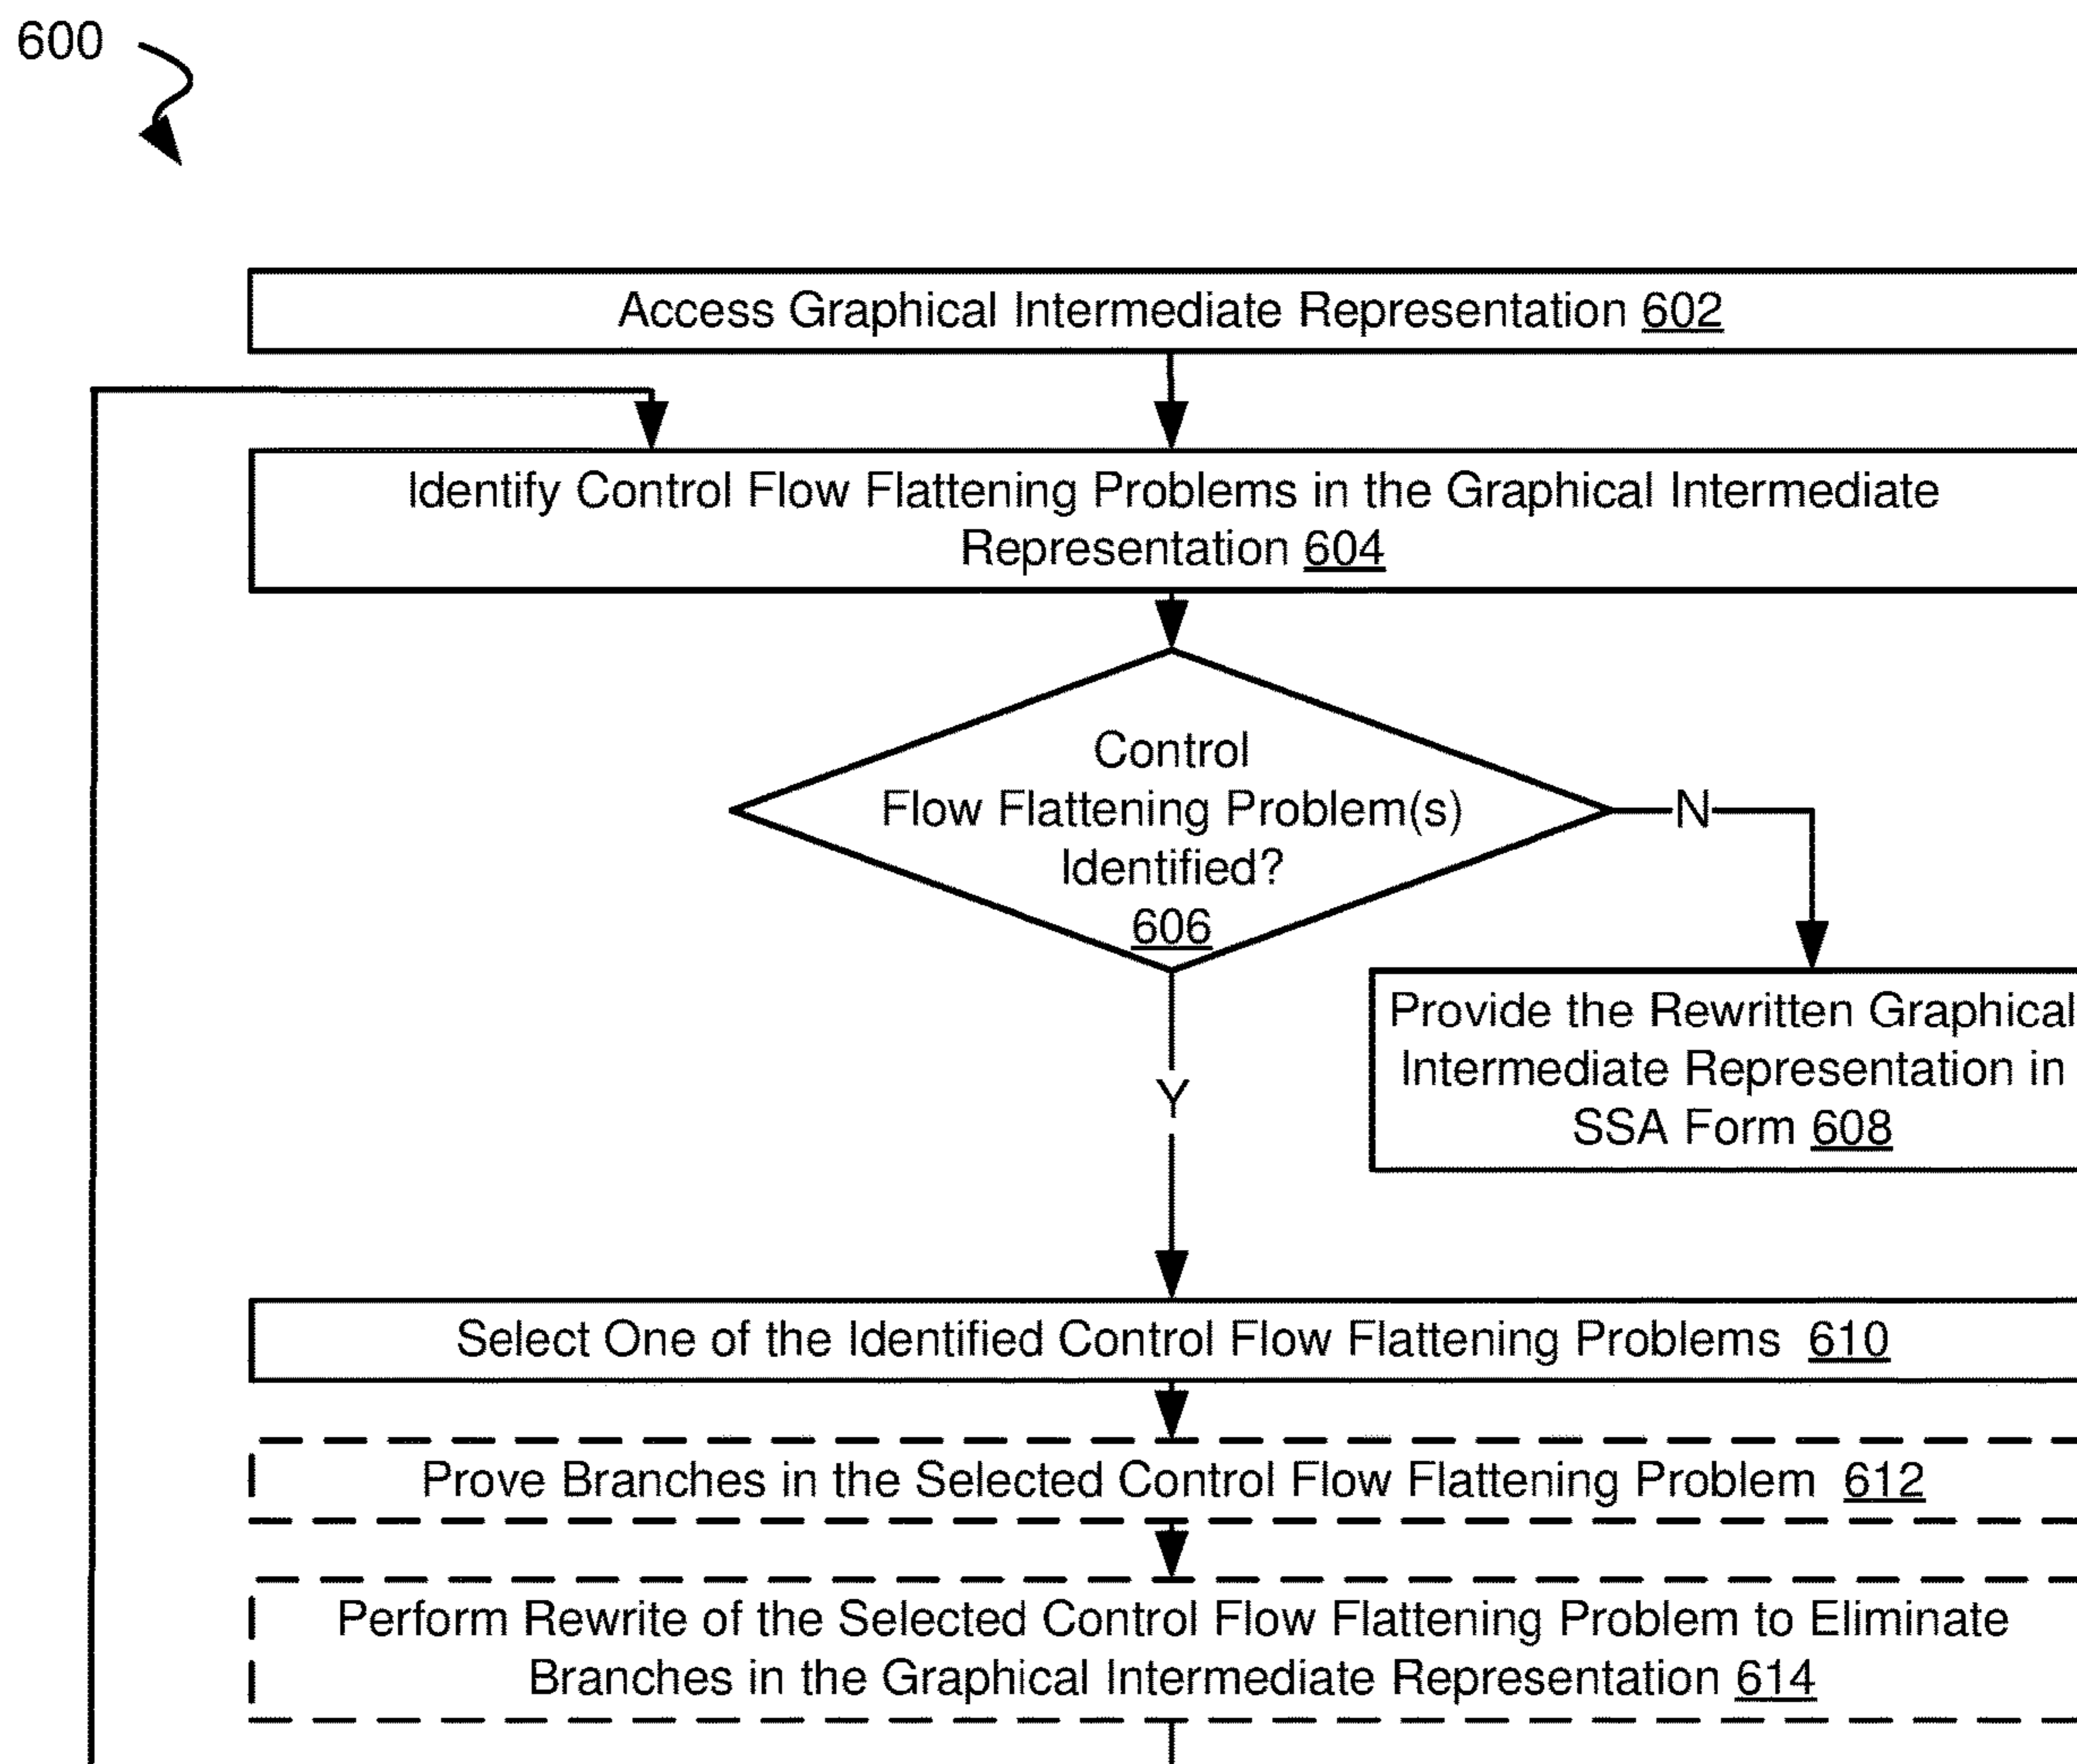 600
Access Graphical Intermediate Representation 602
Identify Control Flow Flattening Problems in the Graphical Intermediate
Representation 604
Control
Flow Flattening Problem(s)
Identified?
606
N
Provide the Rewritten Graphical
Intermediate Representation in
SSA Form 608
Y
Select One of the Identified Control Flow Flattening Problems 610
Prove Branches in the Selected Control Flow Flattening Problem 612
Perform Rewrite of the Selected Control Flow Flattening Problem to Eliminate
Branches in the Graphical Intermediate Representation 614